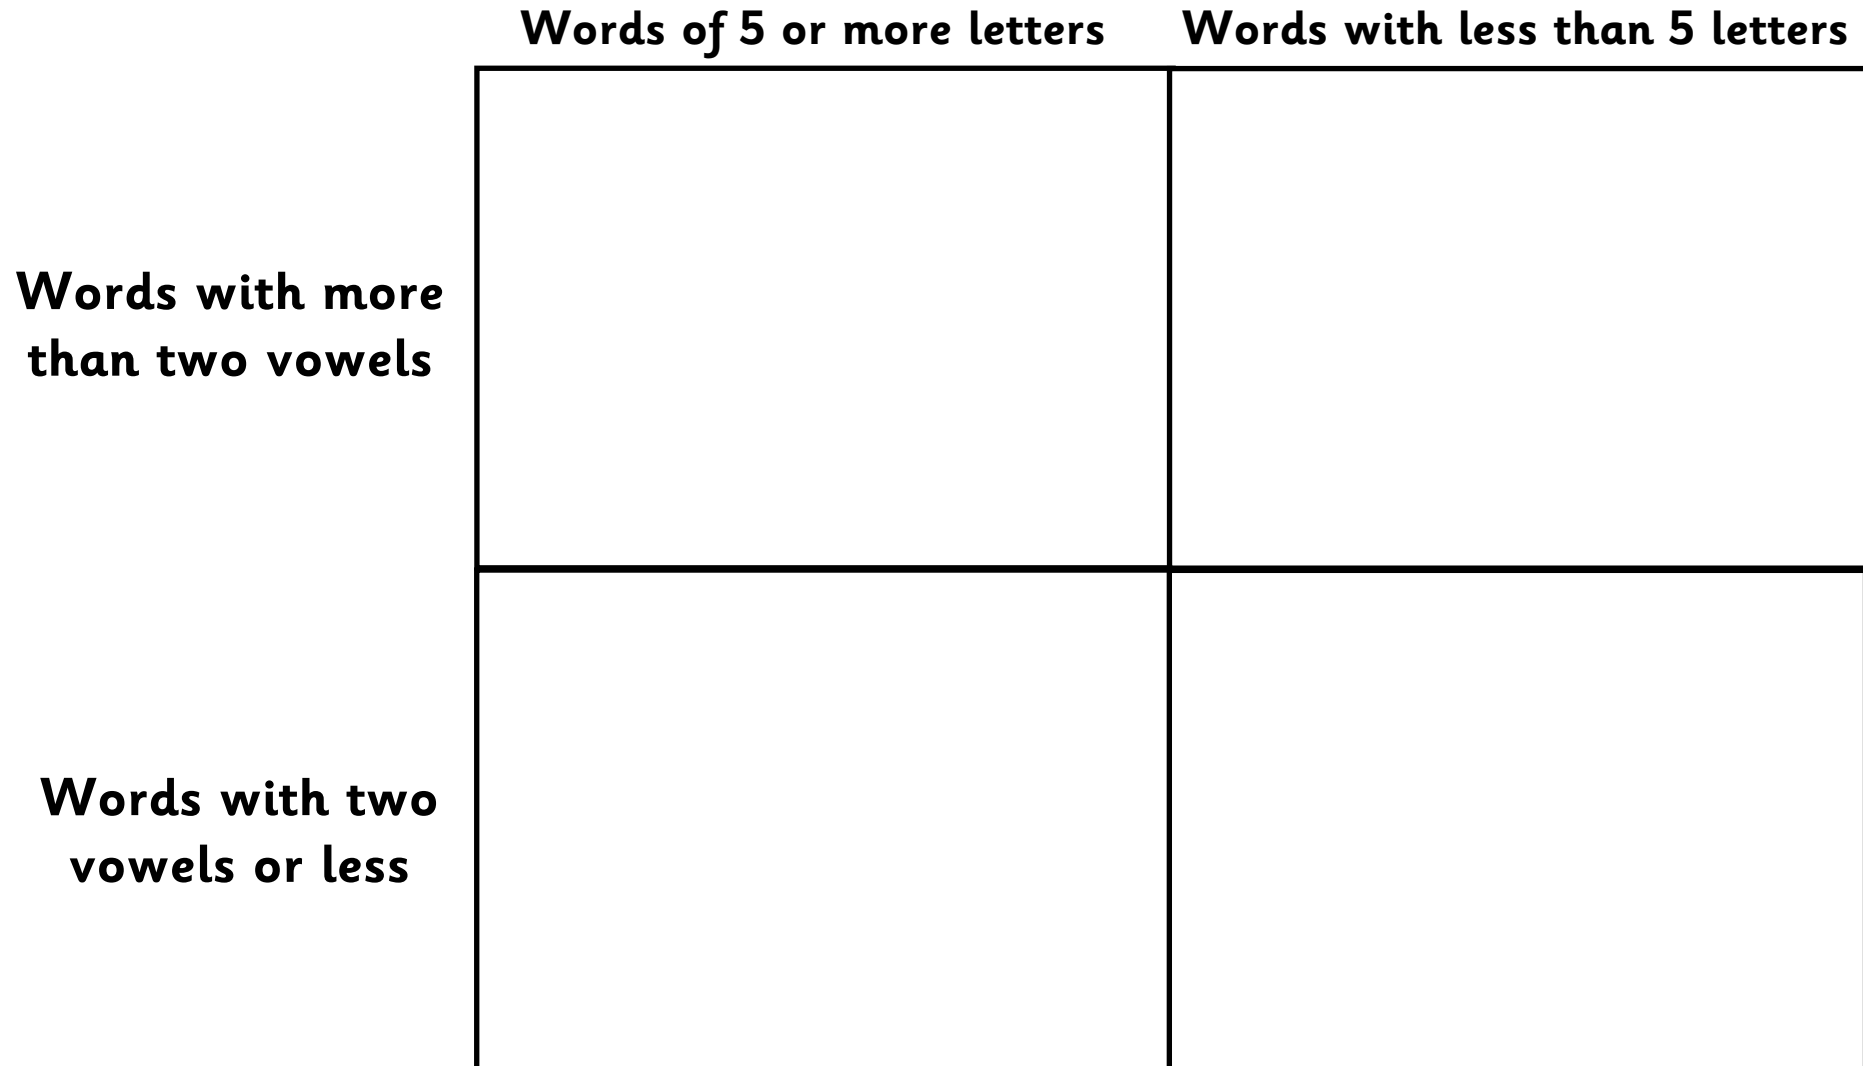 Words of 5 or more letters
Words with less than 5 letters
Words with more
than two vowels
Words with two
vowels or less